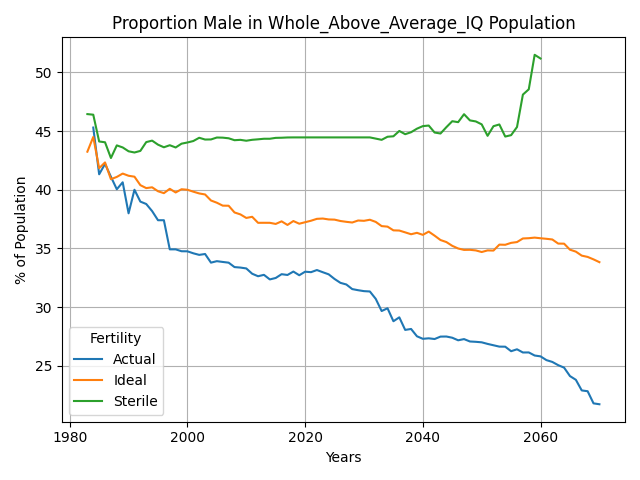 Proportion Male in Whole_Above_Average_IQ Population
% of Population
50
45
40
35
30
25
Fertility
Actual
Ideal
Sterile
1980
2000
2020
2040
2060
Years